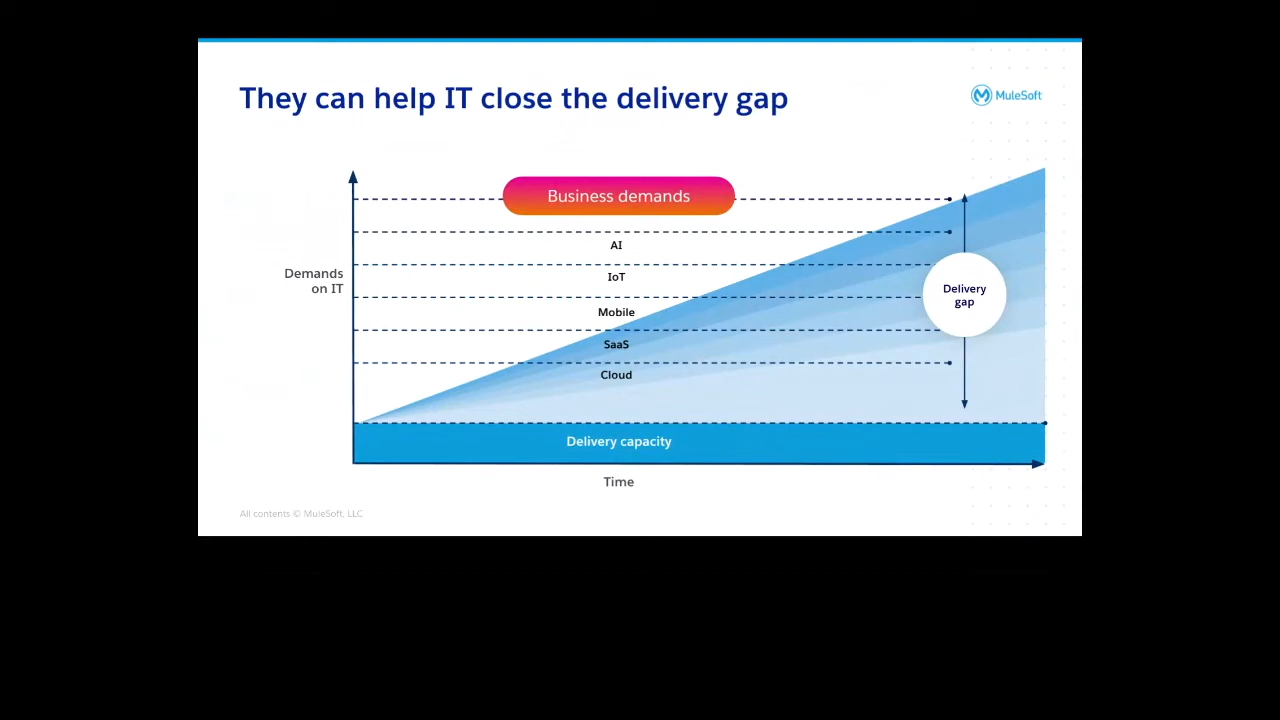 They can help IT close the delivery gap
MuleSoft
Business demands
AI
IoT
Mobile
SaaS
Cloud
Demands
on IT
Delivery
gap
Delivery capacity
Time
All contents © MuleSoft, LLC